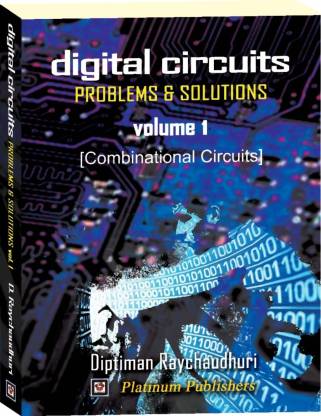 digital circuits
PROBLEMS & SOLUTIONS
volume 1
[Combinational Circuits]
Diptiman Raychaudhuri
Platinum Publishers
digital circuits PROBLEMS & SOLUTIONS vol. 1 D. Raychaudhuri